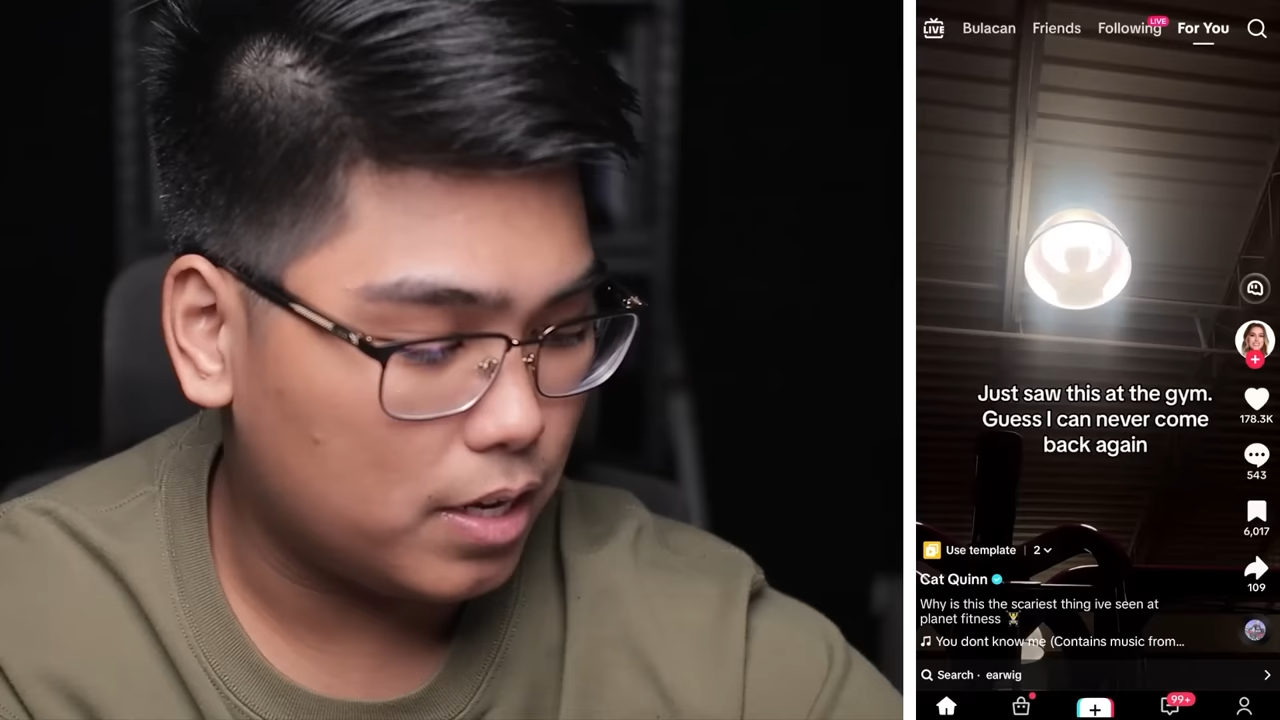 LIVE
Bulacan
Friends
Following
LIVE
For You
Just saw this at the gym.
Guess I can never come
back again
178.3K
543
6,017
109
Use template | 2
Cat Quinn
Why is this the scariest thing ive seen at
planet fitness
You dont know me (Contains music from...
Search · earwig
99+